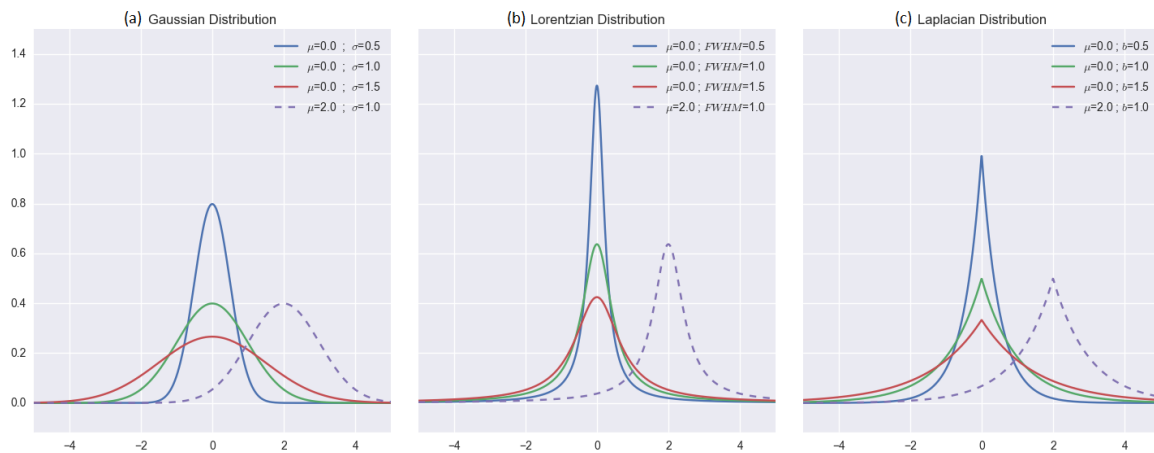 (a) Gaussian Distribution
μ=0.0 ; σ=0.5
μ=0.0 ; σ=1.0
μ=0.0 ; σ=1.5
μ=2.0 ; σ=1.0
1.4
1.2
1.0
0.8
0.6
0.4
0.2
0.0
−4 −2 0 2 4
(b) Lorentzian Distribution
μ=0.0 ; FWHM=0.5
μ=0.0 ; FWHM=1.0
μ=0.0 ; FWHM=1.5
μ=2.0 ; FWHM=1.0
−4 −2 0 2 4
(c) Laplacian Distribution
μ=0.0 ; b=0.5
μ=0.0 ; b=1.0
μ=0.0 ; b=1.5
μ=2.0 ; b=1.0
−4 −2 0 2 4